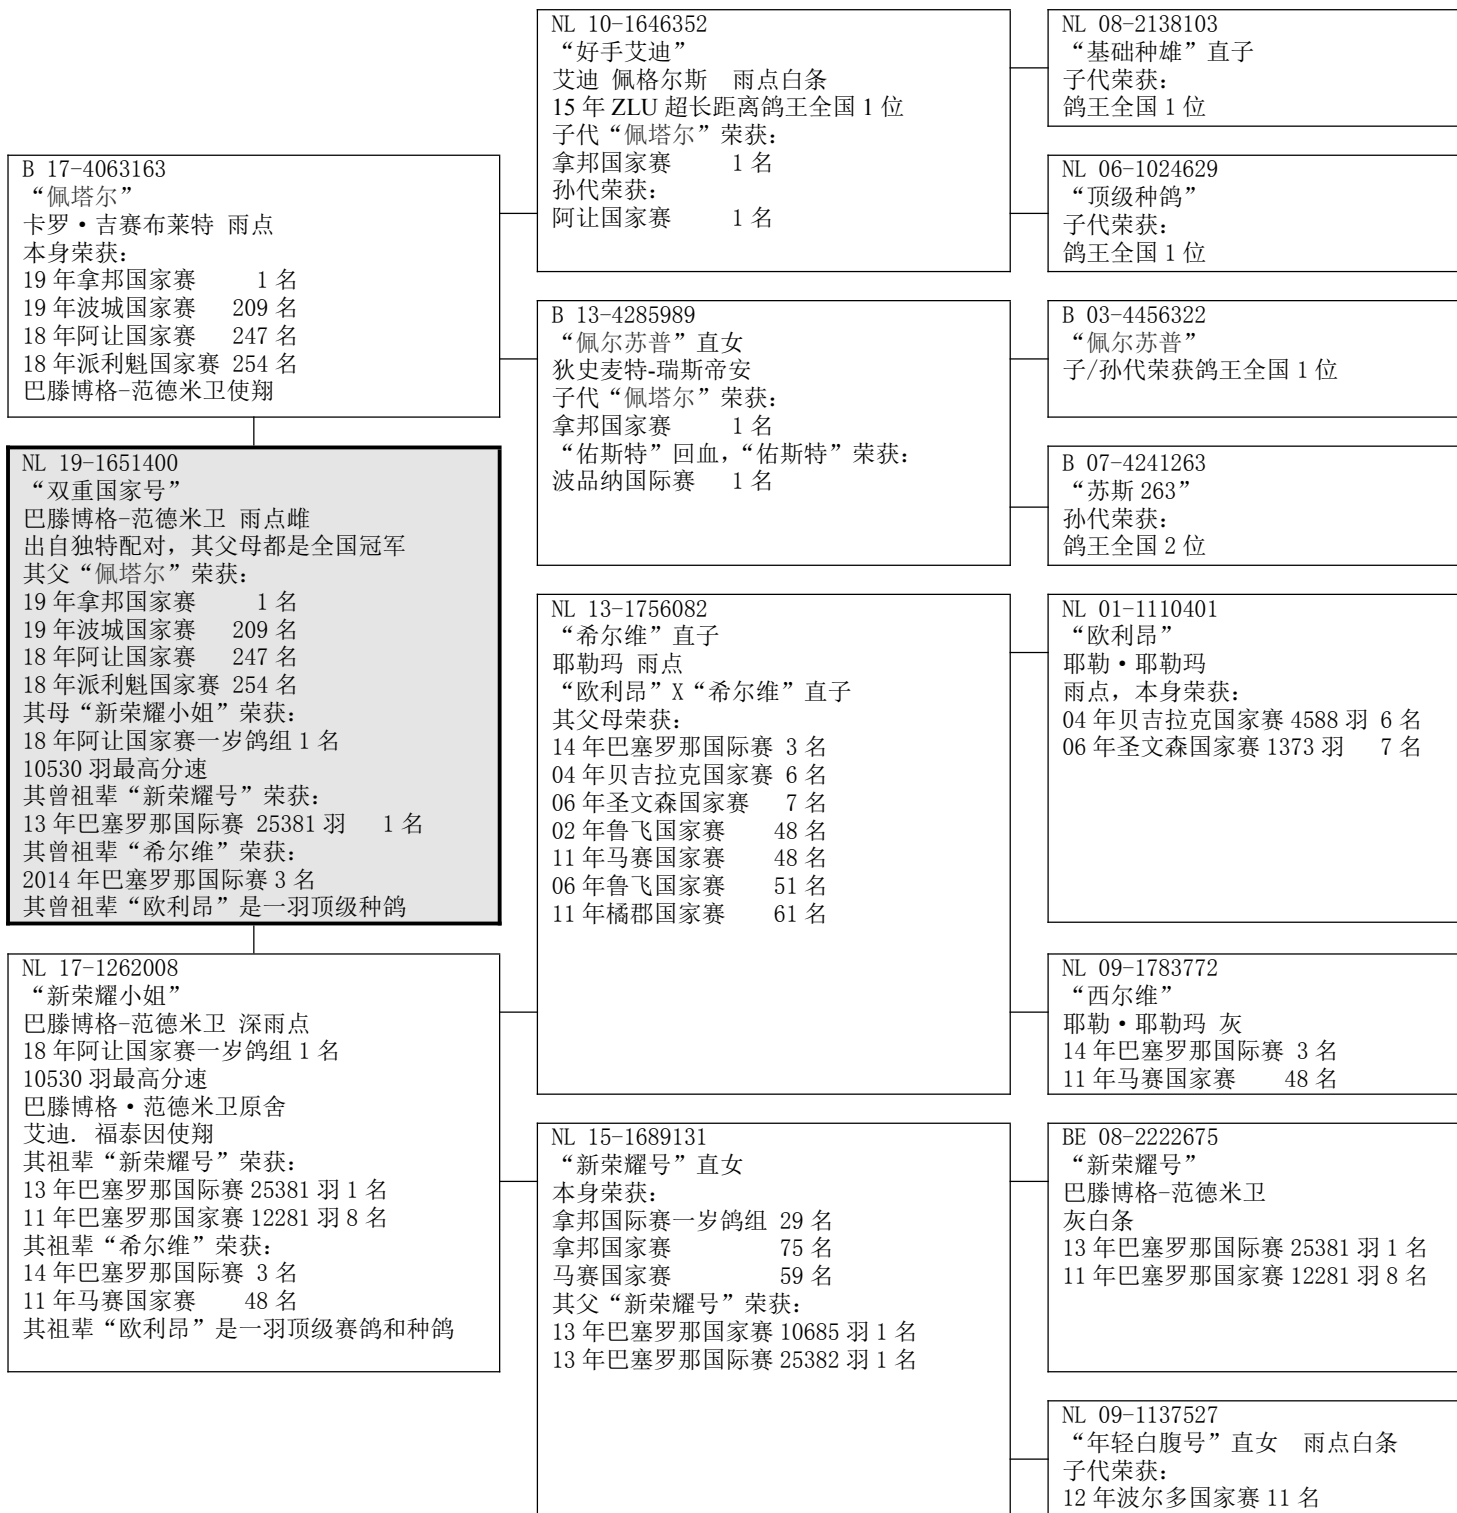 B 17-4063163
“佩塔尔”
卡罗·吉赛布莱特 雨点
本身荣获：
19 年拿邦国家赛 1 名
19 年波城国家赛 209 名
18 年阿让国家赛 247 名
18 年派利魁国家赛 254 名
巴滕博格-范德米卫使翔
NL 19-1651400
“双重国家号”
巴滕博格-范德米卫 雨点雌
出自独特配对，其父母都是全国冠军
其父“佩塔尔”荣获：
19 年拿邦国家赛 1 名
19 年波城国家赛 209 名
18 年阿让国家赛 247 名
18 年派利魁国家赛 254 名
其母“新荣耀小姐”荣获：
18 年阿让国家赛一岁鸽组 1 名
10530 羽最高分速
其曾祖辈“新荣耀号”荣获：
13 年巴塞罗那国际赛 25381 羽 1 名
其曾祖辈“希尔维”荣获：
2014 年巴塞罗那国际赛 3 名
其曾祖辈“欧利昂”是一羽顶级种鸽
NL 17-1262008
“新荣耀小姐”
巴滕博格-范德米卫 深雨点
18 年阿让国家赛一岁鸽组 1 名
10530 羽最高分速
巴滕博格·范德米卫原舍
艾迪. 福泰因使翔
其祖辈“新荣耀号”荣获：
13 年巴塞罗那国际赛 25381 羽 1 名
11 年巴塞罗那国家赛 12281 羽 8 名
其祖辈“希尔维”荣获：
14 年巴塞罗那国际赛 3 名
11 年马赛国家赛 48 名
其祖辈“欧利昂”是一羽顶级赛鸽和种鸽
NL 10-1646352
“好手艾迪”
艾迪 佩格尔斯 雨点白条
15 年 ZLU 超长距离鸽王全国 1 位
子代“佩塔尔”荣获：
拿邦国家赛 1 名
孙代荣获：
阿让国家赛 1 名
B 13-4285989
“佩尔苏普”直女
狄史麦特-瑞斯帝安
子代“佩塔尔”荣获：
拿邦国家赛 1 名
“佑斯特”回血，“佑斯特”荣获：
波品纳国际赛 1 名
NL 13-1756082
“希尔维”直子
耶勒玛 雨点
“欧利昂”X“希尔维”直子
其父母荣获：
14 年巴塞罗那国际赛 3 名
04 年贝吉拉克国家赛 6 名
06 年圣文森国家赛 7 名
02 年鲁飞国家赛 48 名
11 年马赛国家赛 48 名
06 年鲁飞国家赛 51 名
11 年橘郡国家赛 61 名
NL 15-1689131
“新荣耀号”直女
本身荣获：
拿邦国际赛一岁鸽组 29 名
拿邦国家赛 75 名
马赛国家赛 59 名
其父“新荣耀号”荣获：
13 年巴塞罗那国家赛 10685 羽 1 名
13 年巴塞罗那国际赛 25382 羽 1 名
NL 08-2138103
“基础种雄”直子
子代荣获：
鸽王全国 1 位
NL 06-1024629
“顶级种鸽”
子代荣获：
鸽王全国 1 位
B 03-4456322
“佩尔苏普”
子/孙代荣获鸽王全国 1 位
B 07-4241263
“苏斯 263”
孙代荣获：
鸽王全国 2 位
NL 01-1110401
“欧利昂”
耶勒·耶勒玛
雨点，本身荣获：
04 年贝吉拉克国家赛 4588 羽 6 名
06 年圣文森国家赛 1373 羽 7 名
NL 09-1783772
“西尔维”
耶勒·耶勒玛 灰
14 年巴塞罗那国际赛 3 名
11 年马赛国家赛 48 名
BE 08-2222675
“新荣耀号”
巴滕博格-范德米卫
灰白条
13 年巴塞罗那国际赛 25381 羽 1 名
11 年巴塞罗那国家赛 12281 羽 8 名
NL 09-1137527
“年轻白腹号”直女 雨点白条
子代荣获：
12 年波尔多国家赛 11 名